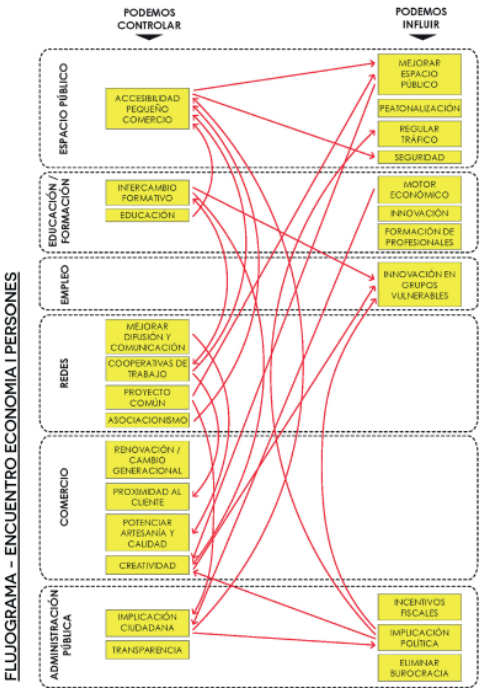 FLUJOGRAMA - ENCUENTRO ECONOMIA I PERSONES
PODEMOS
CONTROLAR
PODEMOS
INFLUIR
ESPACIO PÚBLICO
ACCESIBILIDAD
PEQUEÑO
COMERCIO
MEJORAR
ESPACIO
PÚBLICO
PEATONALIZACIÓN
REGULAR
TRÁFICO
SEGURIDAD
EDUCACIÓN /
FORMACIÓN
INTERCAMBIO
FORMATIVO
EDUCACIÓN
MOTOR
ECONÓMICO
INNOVACIÓN
FORMACIÓN DE
PROFESIONALES
EMPLEO
INNOVACIÓN EN
GRUPOS
VULNERABLES
REDES
MEJORAR
DIFUSIÓN Y
COMUNICACIÓN
COOPERATIVAS DE
TRABAJO
PROYECTO
COMÚN
ASOCIACIONISMO
COMERCIO
RENOVACIÓN /
CAMBIO
GENERACIONAL
PROXIMIDAD AL
CLIENTE
POTENCIAR
ARTESANÍA Y
CALIDAD
CREATIVIDAD
ADMINISTRACIÓN
PÚBLICA
IMPLICACIÓN
CIUDADANA
TRANSPARENCIA
INCENTIVOS
FISCALES
IMPLICACIÓN
POLÍTICA
ELIMINAR
BUROCRACIA